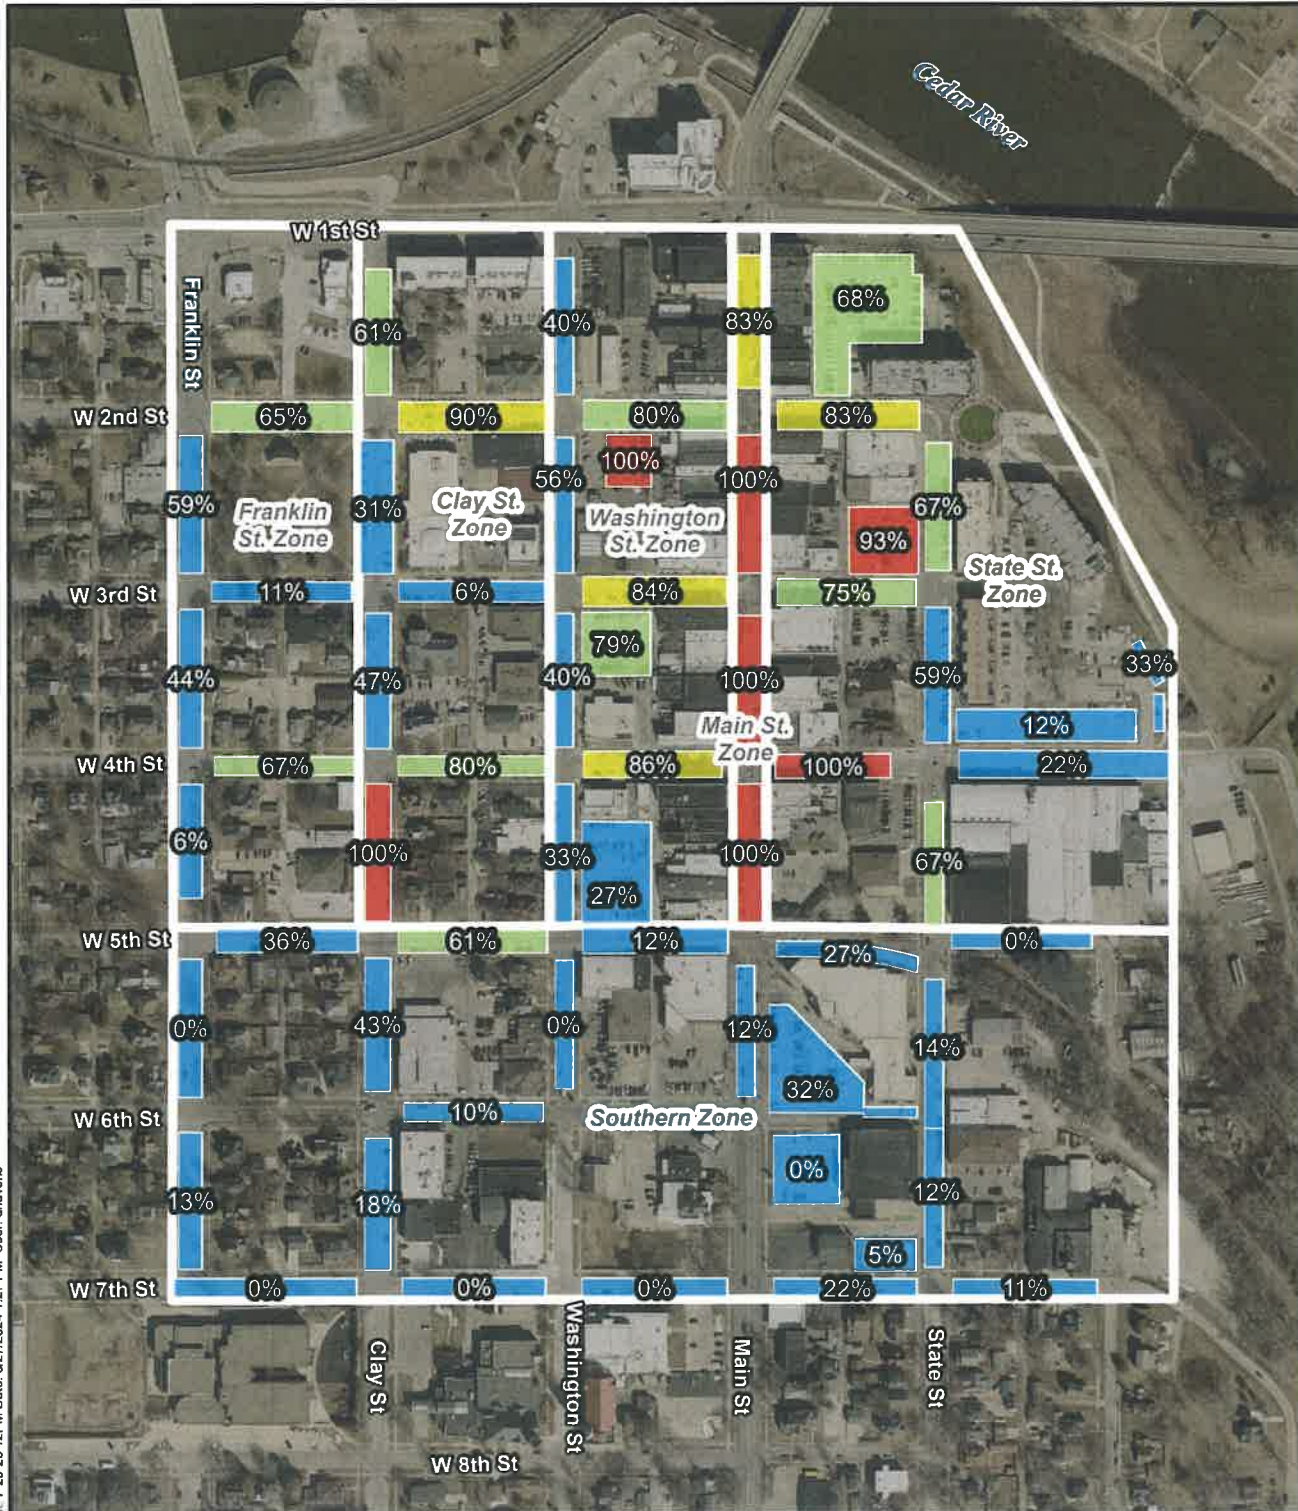 Cedar River
W 1st St
Franklin St
61%
40%
83%
68%
W 2nd St
65%
90%
80%
83%
100%
59%
Franklin
St. Zone
31%
Clay St.
Zone
56%
Washington
St. Zone
100%
93%
67%
State St.
Zone
W 3rd St
11%
6%
84%
75%
79%
44%
47%
40%
100%
59%
33%
Main St.
Zone
12%
W 4th St
67%
80%
86%
100%
22%
6%
100%
33%
27%
100%
67%
W 5th St
36%
61%
12%
27%
0%
0%
43%
0%
12%
32%
14%
W 6th St
10%
Southern Zone
0%
13%
18%
12%
5%
W 7th St
0%
0%
0%
22%
11%
Clay St
Washington St
Main St
State St
W 8th St